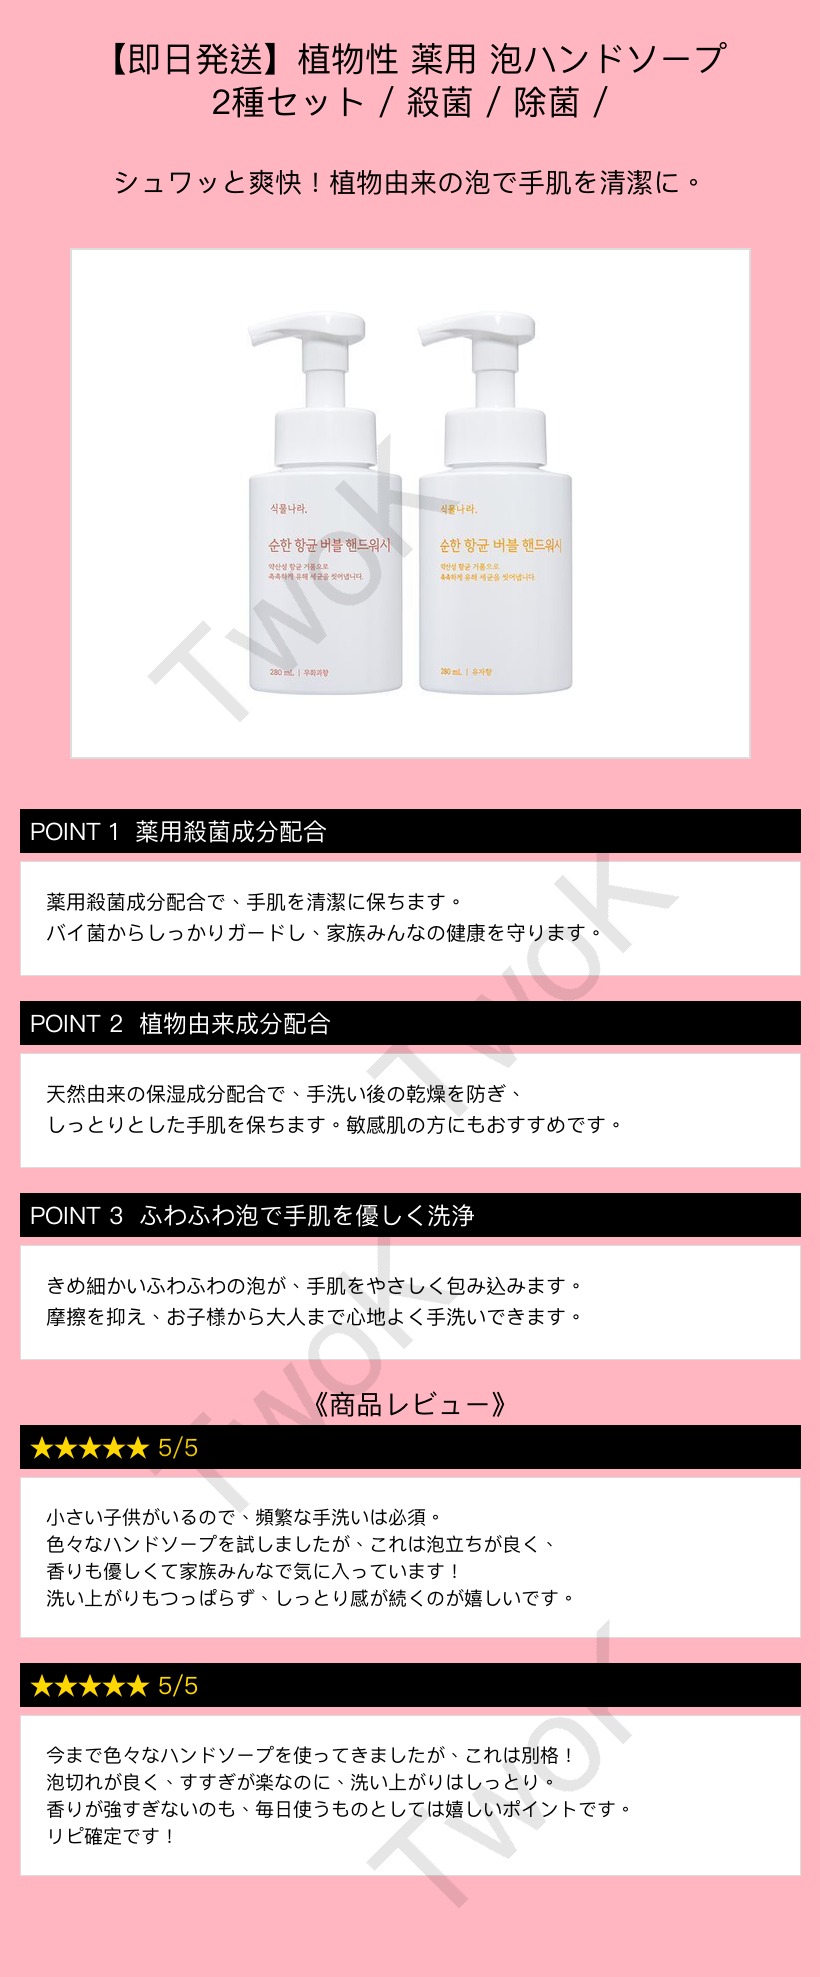 【即日発送】植物性 薬用 泡ハンドソープ
2種セット / 殺菌 / 除菌 /
シュワッと爽快！植物由来の泡で手肌を清潔に。
식물나라.
순한 항균 버블 핸드워시
약산성 항균 거품으로
촉촉하게 유해 세균을 씻어냅니다.
280 mL | 무화과향
식물나라.
순한 항균 버블 핸드워시
약산성 항균 거품으로
촉촉하게 유해 세균을 씻어냅니다.
280 mL | 유자향
TwoK
POINT 1 薬用殺菌成分配合
薬用殺菌成分配合で、手肌を清潔に保ちます。
バイ菌からしっかりガードし、家族みんなの健康を守ります。
TwoK
POINT 2 植物由来成分配合
天然由来の保湿成分配合で、手洗い後の乾燥を防ぎ、
しっとりとした手肌を保ちます。敏感肌の方にもおすすめです。
POINT 3 ふわふわ泡で手肌を優しく洗浄
きめ細かいふわふわの泡が、手肌をやさしく包み込みます。
摩擦を抑え、お子様から大人まで心地よく手洗いできます。
TwoK
《商品レビュー》
★★★★★ 5/5
小さい子供がいるので、頻繁な手洗いは必須。
色々なハンドソープを試しましたが、これは泡立ちが良く、
香りも優しくて家族みんなで気に入っています！
洗い上がりもつっぱらず、しっとり感が続くのが嬉しいです。
★★★★★ 5/5
今まで色々なハンドソープを使ってきましたが、これは別格！
泡切れが良く、すすぎが楽なのに、洗い上がりはしっとり。
香りが強すぎないのも、毎日使うものとしては嬉しいポイントです。
リピ確定です！
TwoK